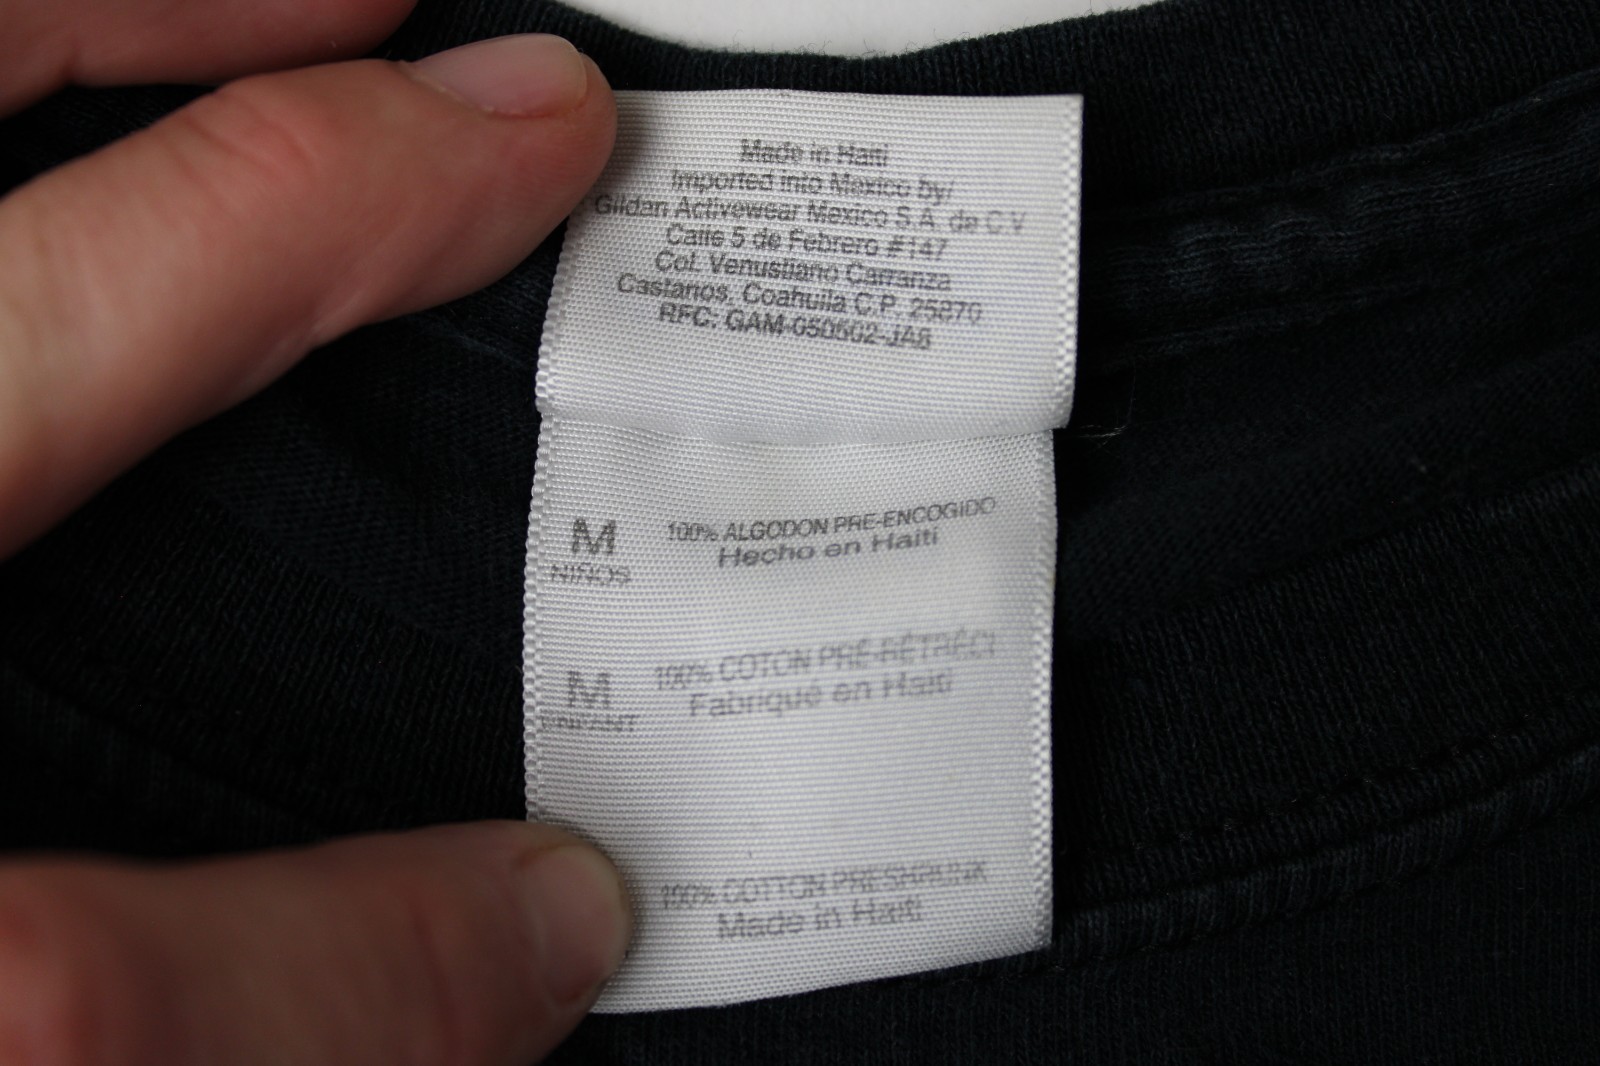 Made in Haiti
Imported into Mexico by/
Gildan Activewear Mexico S.A. de C.V
Calle 5 de Febrero #147
Col. Venustiano Carranza
Castanos, Coahuila C.P. 25870
RFC: GAM-050502-JA8
M 100% ALGODON PRE-ENCOGIDO
NIÑOS Hecho en Haiti
M 100% COTON PRÉ-RÉTRÉCI
ENFANT Fabriqué en Haiti
100% COTTON PRESHRUNK
Made in Haiti